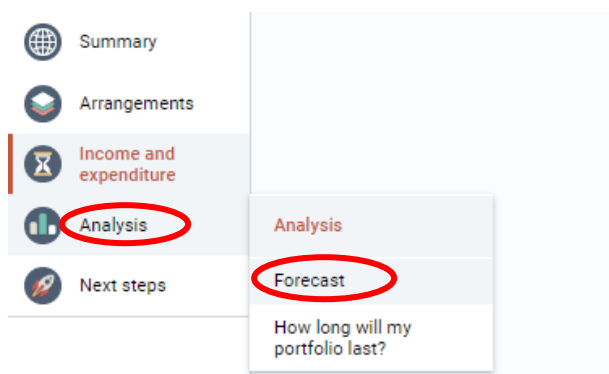 Summary
Arrangements
Income and
expenditure
Analysis
Next steps
Analysis
Forecast
How long will my
portfolio last?